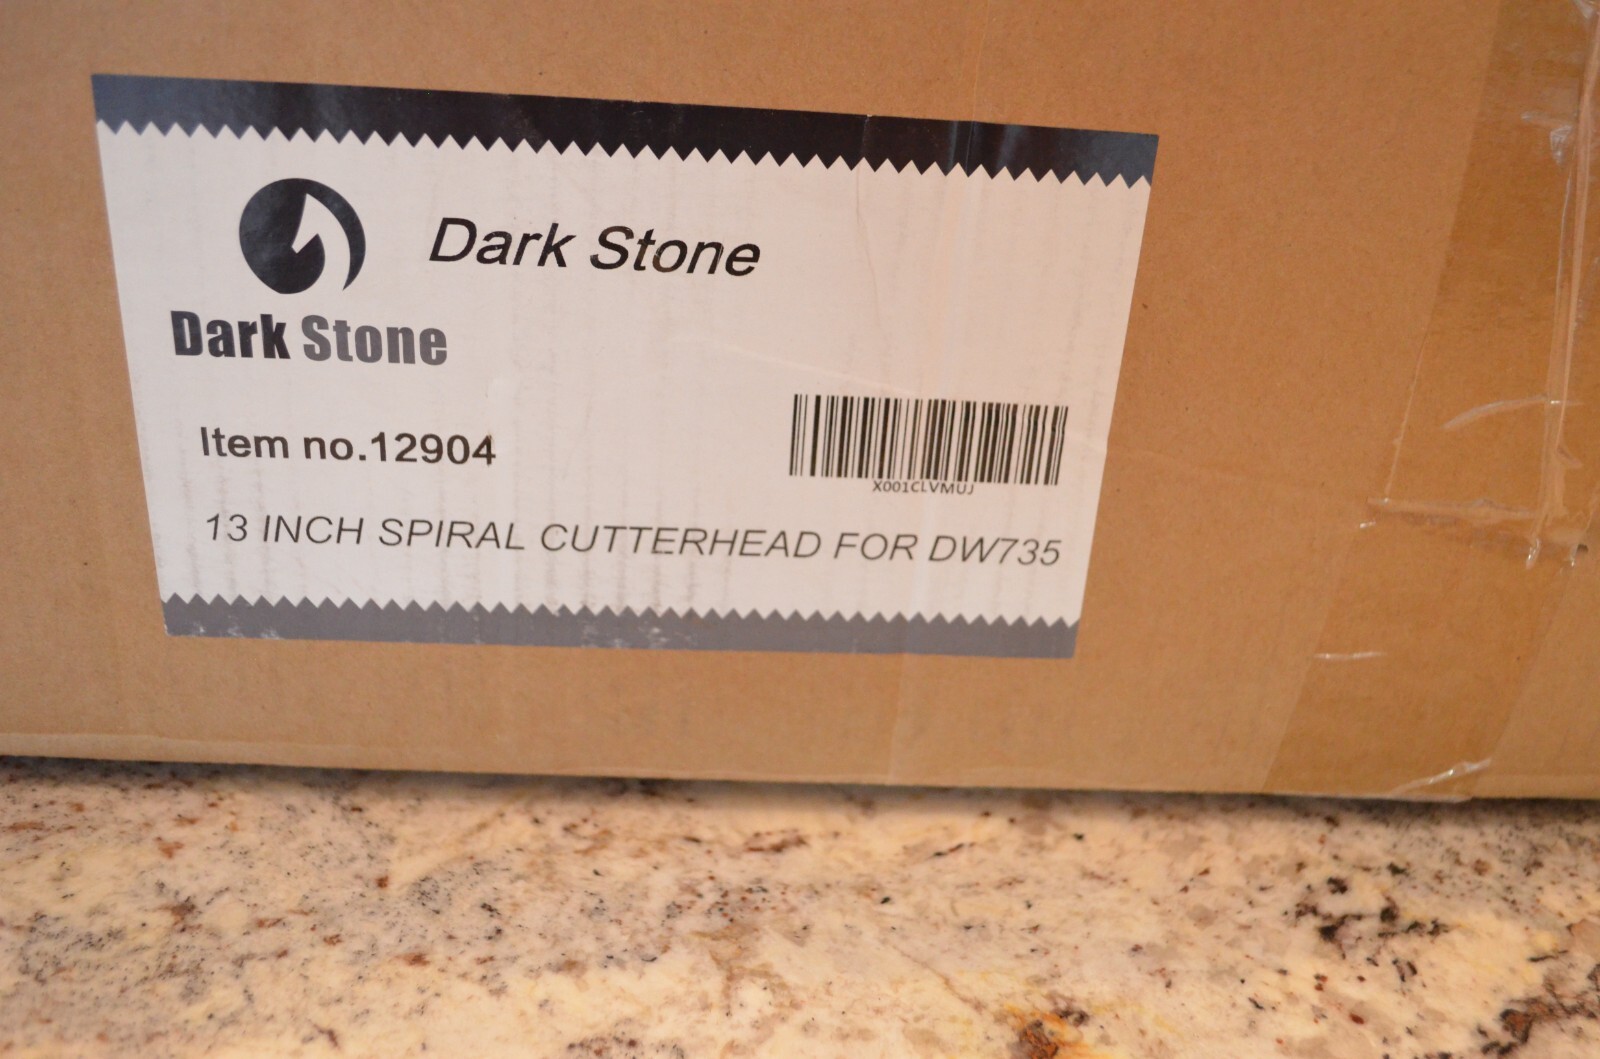 Dark Stone
Dark Stone
Item no.12904
X001CLVMUJ
13 INCH SPIRAL CUTTERHEAD FOR DW735